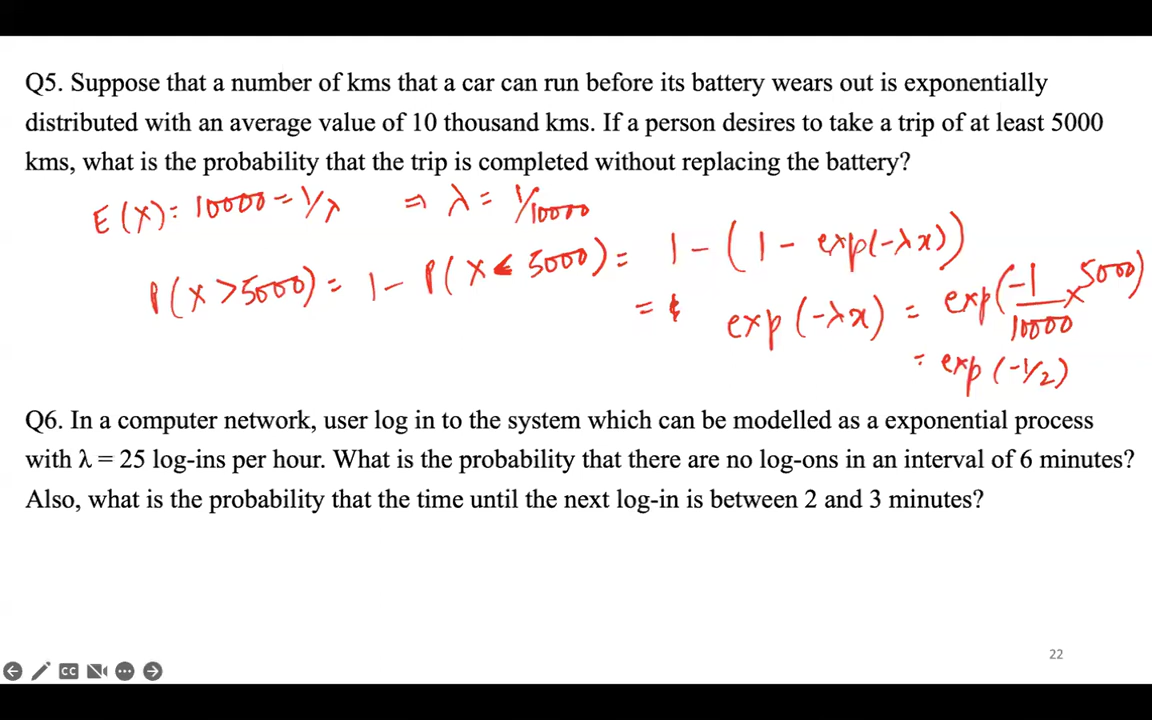 Q5. Suppose that a number of kms that a car can run before its battery wears out is exponentially
distributed with an average value of 10 thousand kms. If a person desires to take a trip of at least 5000
kms, what is the probability that the trip is completed without replacing the battery?
E(X) = 10000 = 1/λ ⇒ λ = 1/10000
P(X > 5000) = 1 - P(X < 5000) = 1 - (1 - exp(-λx))
= exp(-λx) = exp(-1/10000 × 5000)
= exp(-1/2)
Q6. In a computer network, user log in to the system which can be modelled as a exponential process
with λ = 25 log-ins per hour. What is the probability that there are no log-ons in an interval of 6 minutes?
Also, what is the probability that the time until the next log-in is between 2 and 3 minutes?
22
CC